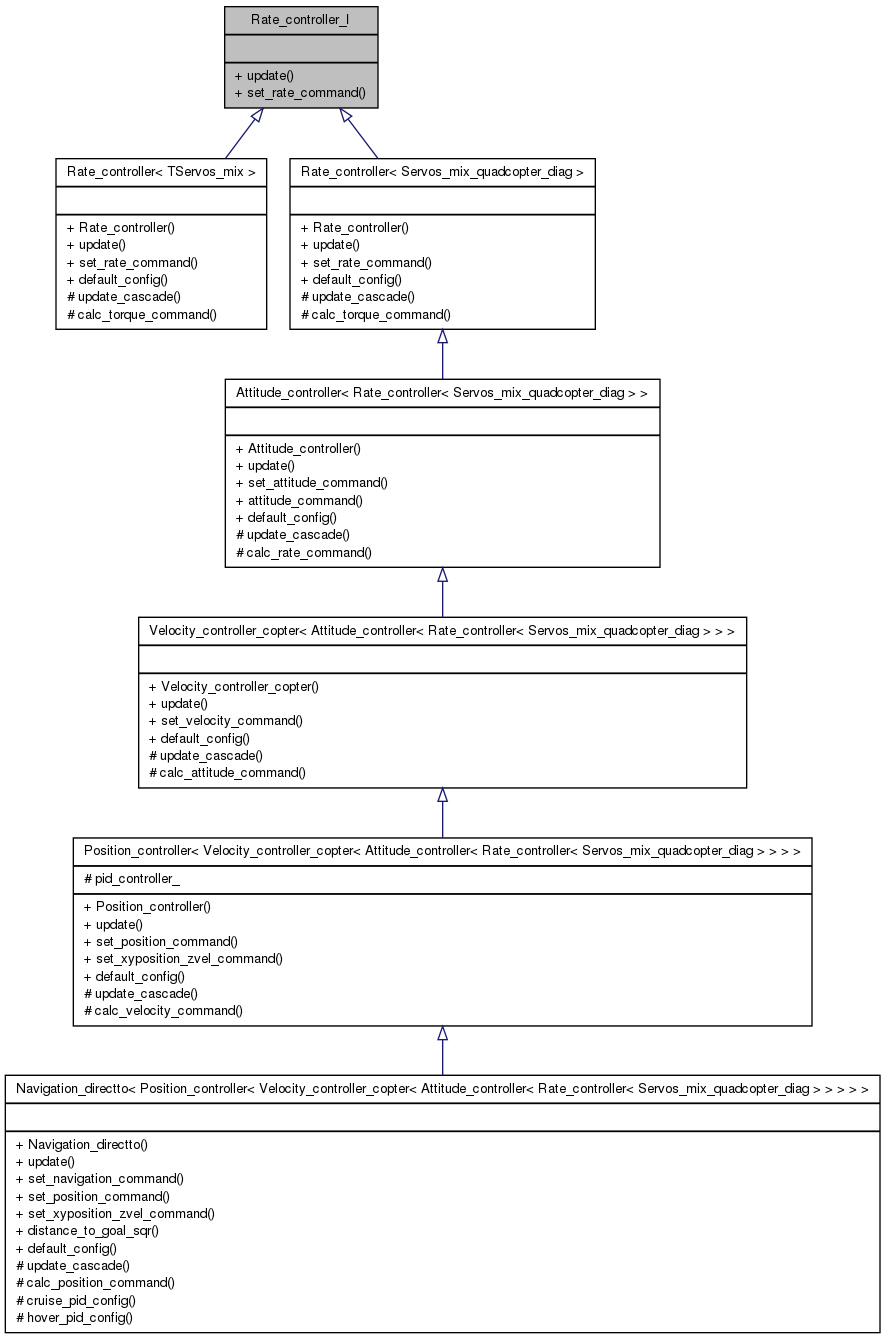 Rate_controller_I
+ update()
+ set_rate_command()
Rate_controller< TServos_mix >
+ Rate_controller()
+ update()
+ set_rate_command()
+ default_config()
# update_cascade()
# calc_torque_command()
Rate_controller< Servos_mix_quadcopter_diag >
+ Rate_controller()
+ update()
+ set_rate_command()
+ default_config()
# update_cascade()
# calc_torque_command()
Attitude_controller< Rate_controller< Servos_mix_quadcopter_diag > >
+ Attitude_controller()
+ update()
+ set_attitude_command()
+ attitude_command()
+ default_config()
# update_cascade()
# calc_rate_command()
Velocity_controller_copter< Attitude_controller< Rate_controller< Servos_mix_quadcopter_diag > > >
+ Velocity_controller_copter()
+ update()
+ set_velocity_command()
+ default_config()
# update_cascade()
# calc_attitude_command()
Position_controller< Velocity_controller_copter< Attitude_controller< Rate_controller< Servos_mix_quadcopter_diag > > > >
# pid_controller_
+ Position_controller()
+ update()
+ set_position_command()
+ set_xyposition_zvel_command()
+ default_config()
# update_cascade()
# calc_velocity_command()
Navigation_directto< Position_controller< Velocity_controller_copter< Attitude_controller< Rate_controller< Servos_mix_quadcopter_diag > > > > >
+ Navigation_directto()
+ update()
+ set_navigation_command()
+ set_position_command()
+ set_xyposition_zvel_command()
+ distance_to_goal_sqr()
+ default_config()
# update_cascade()
# calc_position_command()
# cruise_pid_config()
# hover_pid_config()